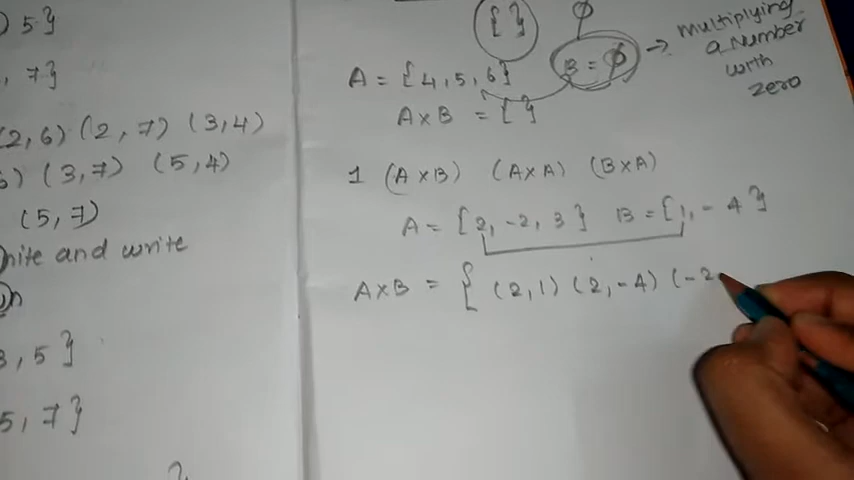 ) 5}
, 7}
2, 6) (2, 7) (3, 4)
6) (3, 7) (5, 4)
(5, 7)
nite and write
3, 5}
5, 7}
}
{ } ϕ
A = {4, 5, 6} B = ϕ → Multiplying
a Number
with
zero
A×B = { }
1 (A×B) (A×A) (B×A)
A = {2, -2, 3} B = {1, -4}
A×B = { (2, 1) (2, -4) (-2